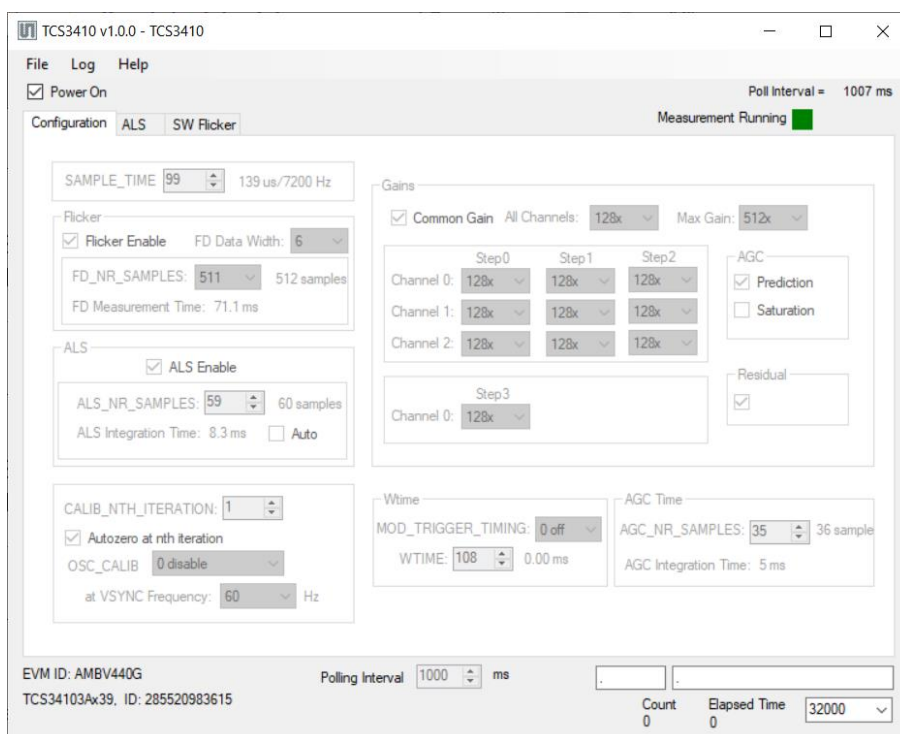 TCS3410 v1.0.0 - TCS3410
File Log Help
Power On
Poll Interval = 1007 ms
Measurement Running
Configuration ALS SW Flicker
SAMPLE_TIME 99 139 us/7200 Hz
Flicker
Flicker Enable FD Data Width: 6
FD_NR_SAMPLES: 511 512 samples
FD Measurement Time: 71.1 ms
ALS
ALS Enable
ALS_NR_SAMPLES: 59 60 samples
ALS Integration Time: 8.3 ms Auto
CALIB_NTH_ITERATION: 1
Autozero at nth iteration
OSC_CALIB 0 disable
at VSYNC Frequency: 60 Hz
Gains
Common Gain All Channels: 128x Max Gain: 512x
Step0 Step1 Step2
Channel 0: 128x 128x 128x
Channel 1: 128x 128x 128x
Channel 2: 128x 128x 128x
Step3
Channel 0: 128x
AGC
Prediction
Saturation
Residual
Wtime
MOD_TRIGGER_TIMING: 0 off
WTIME: 108 0.00 ms
AGC Time
AGC_NR_SAMPLES: 35 36 sample
AGC Integration Time: 5 ms
EVM ID: AMBV440G
TCS34103Ax39, ID: 285520983615
Polling Interval 1000 ms
. .
Count Elapsed Time 32000
0 0